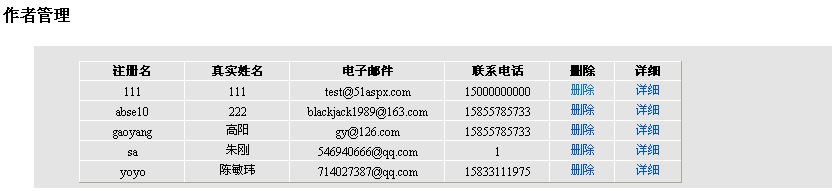 作者管理
注册名 真实姓名 电子邮件 联系电话 删除 详细
111 111 test@51aspx.com 15000000000 删除 详细
abse10 222 blackjack1989@163.com 15855785733 删除 详细
gaoyang 高阳 gy@126.com 15855785733 删除 详细
sa 朱刚 546940666@qq.com 1 删除 详细
yoyo 陈敏玮 714027387@qq.com 15833111975 删除 详细